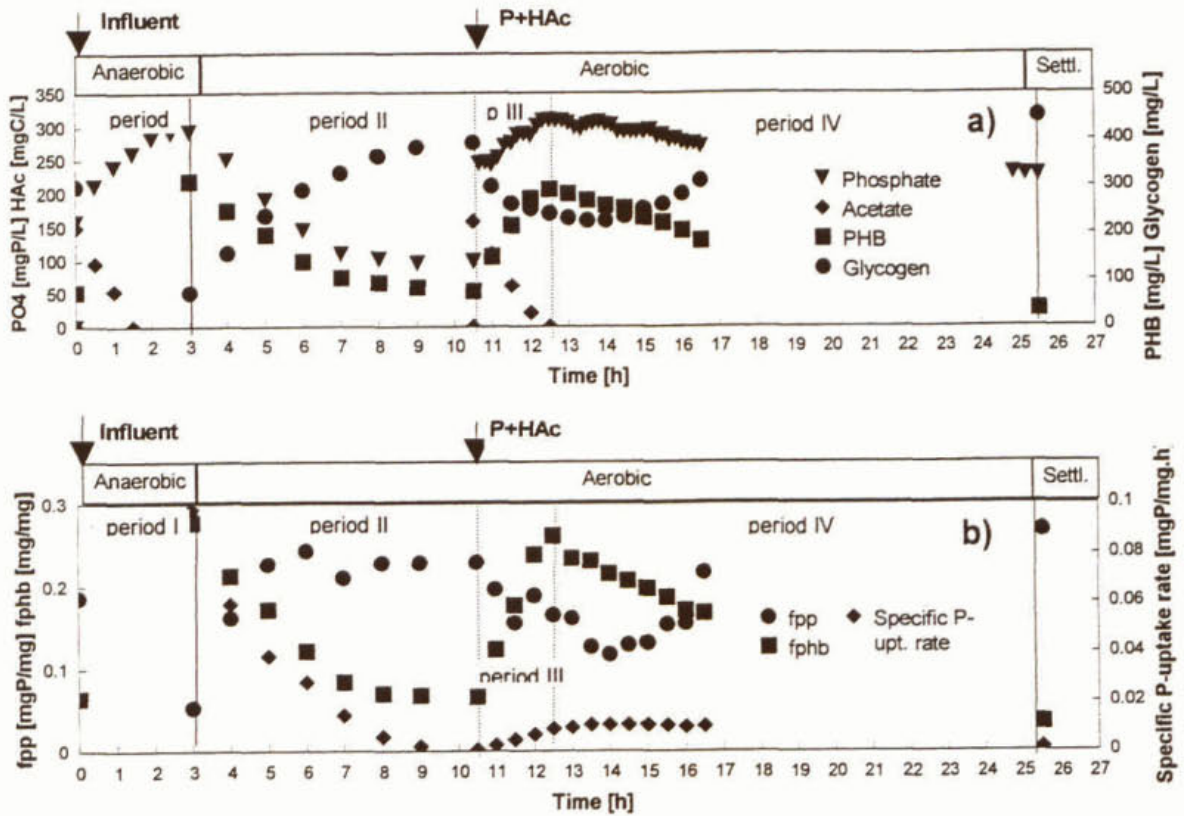 Influent
P+HAc
Anaerobic
Aerobic
Settl.
350
300
250
200
150
100
50
0
PO4 [mgP/L] HAc [mgC/L]
period
period II
p III
period IV
a)
Phosphate
Acetate
PHB
Glycogen
500
400
300
200
100
0
PHB [mg/L] Glycogen [mg/L]
0 1 2 3 4 5 6 7 8 9 10 11 12 13 14 15 16 17 18 19 20 21 22 23 24 25 26 27
Time [h]
Influent
P+HAc
Anaerobic
Aerobic
Settl.
0.3
0.2
0.1
0
fpp [mgP/mg] fphb [mg/mg]
period I
period II
period III
period IV
b)
fpp
fphb
Specific P-
upt. rate
0.1
0.08
0.06
0.04
0.02
0
Specific P-uptake rate [mgP/mg.h]
0 1 2 3 4 5 6 7 8 9 10 11 12 13 14 15 16 17 18 19 20 21 22 23 24 25 26 27
Time [h]